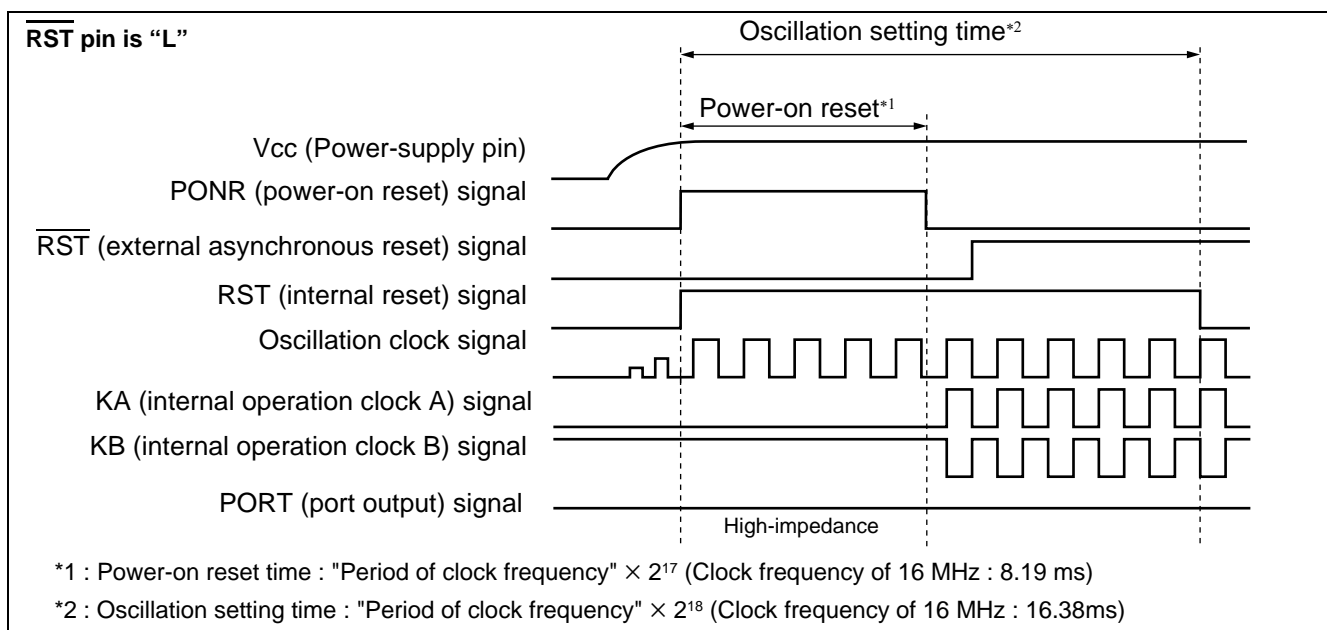 RST pin is “L”
Oscillation setting time*2
Power-on reset*1
Vcc (Power-supply pin)
PONR (power-on reset) signal
RST (external asynchronous reset) signal
RST (internal reset) signal
Oscillation clock signal
KA (internal operation clock A) signal
KB (internal operation clock B) signal
PORT (port output) signal
High-impedance
*1 : Power-on reset time : "Period of clock frequency" × 2¹⁷ (Clock frequency of 16 MHz : 8.19 ms)
*2 : Oscillation setting time : "Period of clock frequency" × 2¹⁸ (Clock frequency of 16 MHz : 16.38ms)